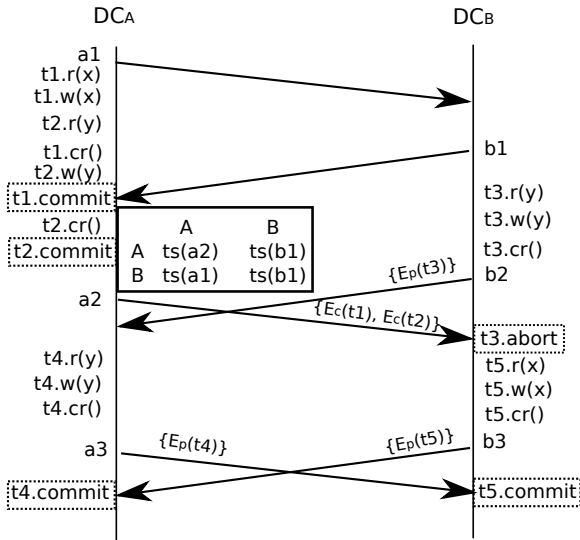 DCA DCB
a1
t1.r(x)
t1.w(x)
t2.r(y)
t1.cr()
t2.w(y)
t1.commit
t2.cr()
t2.commit
A B
A ts(a2) ts(b1)
B ts(a1) ts(b1)
a2
t4.r(y)
t4.w(y)
t4.cr()
a3
t4.commit
{Ep(t3)}
{Ec(t1), Ec(t2)}
{Ep(t4)}
{Ep(t5)}
b1
t3.r(y)
t3.w(y)
t3.cr()
b2
t3.abort
t5.r(x)
t5.w(x)
t5.cr()
b3
t5.commit